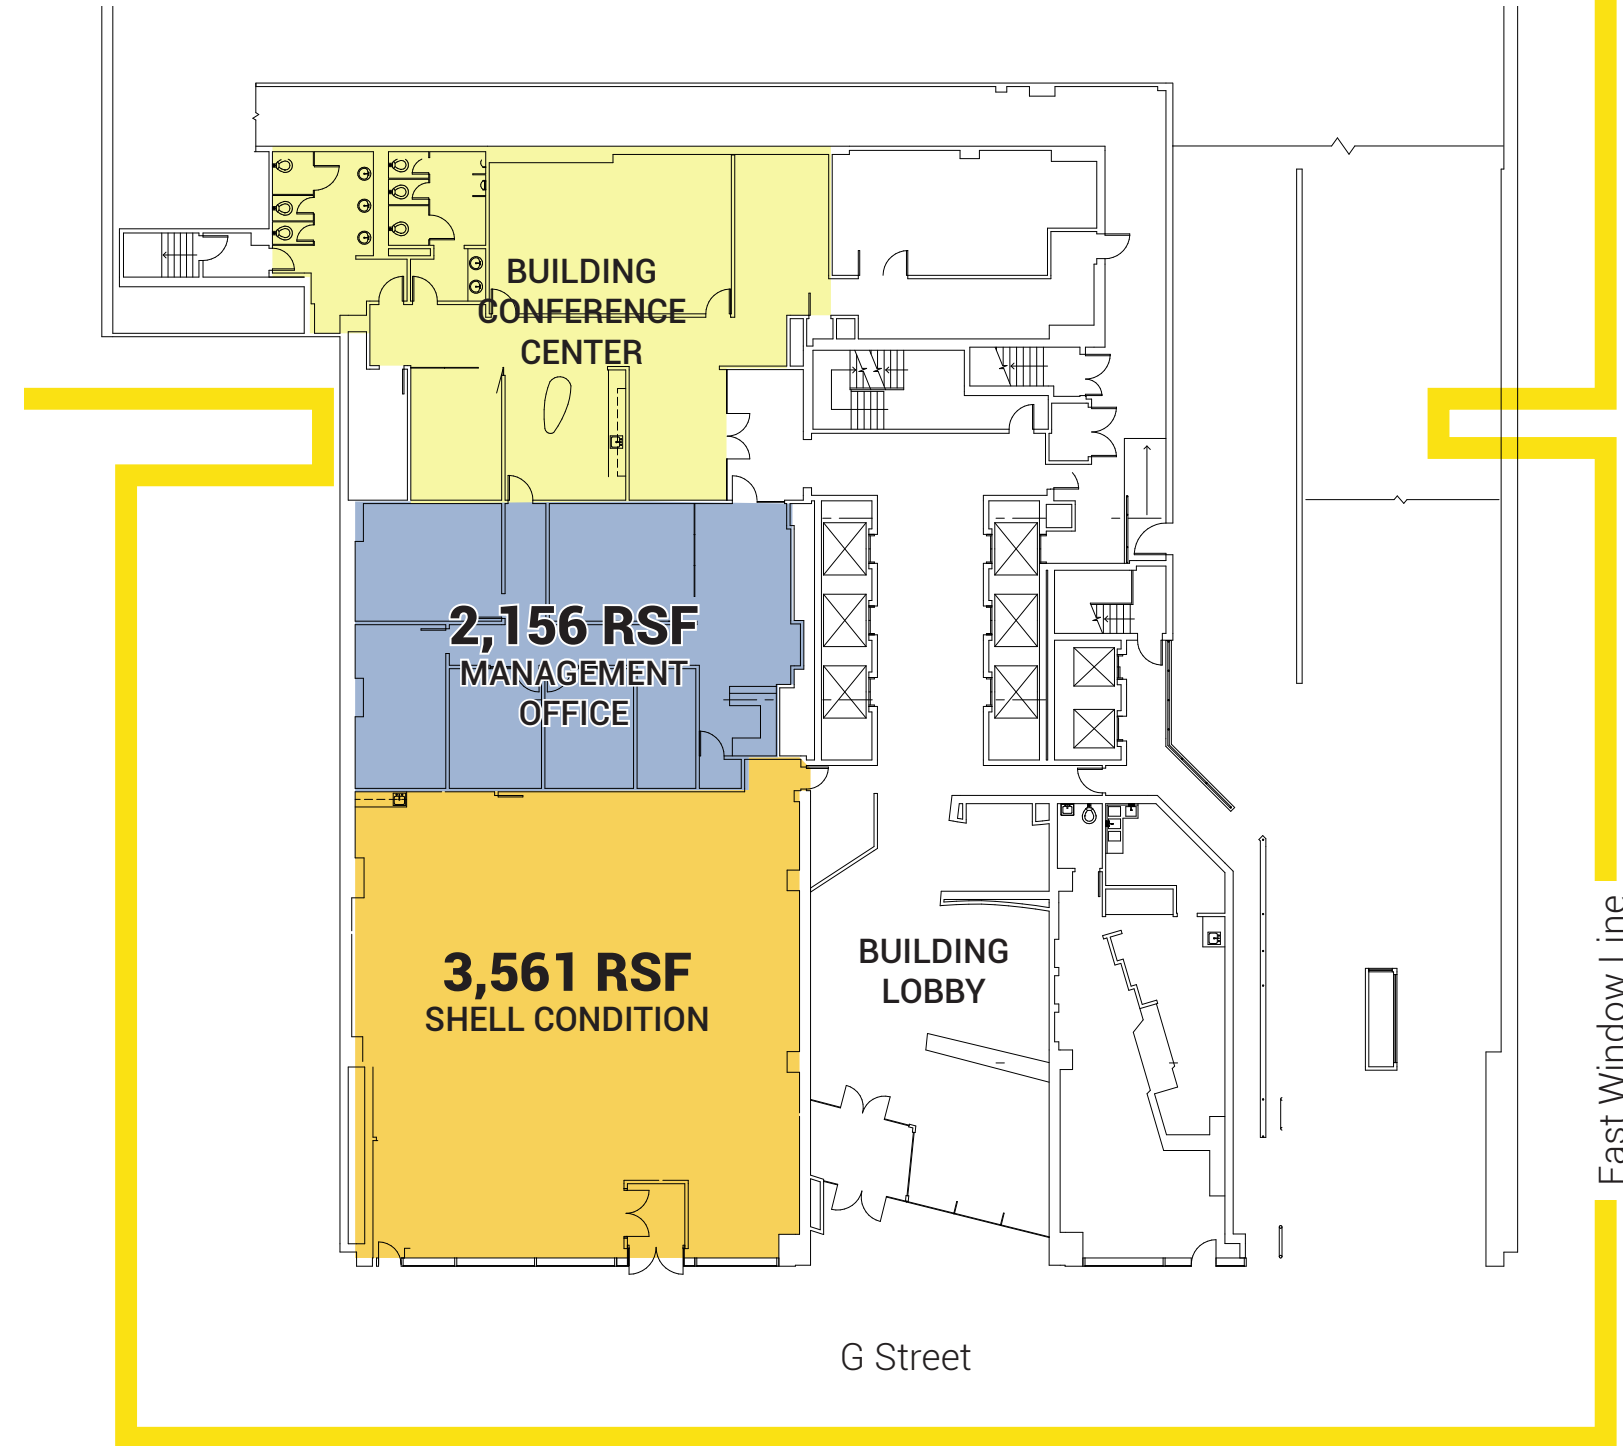 BUILDING
CONFERENCE
CENTER
2,156 RSF
MANAGEMENT
OFFICE
3,561 RSF
SHELL CONDITION
BUILDING
LOBBY
East Window Line
G Street